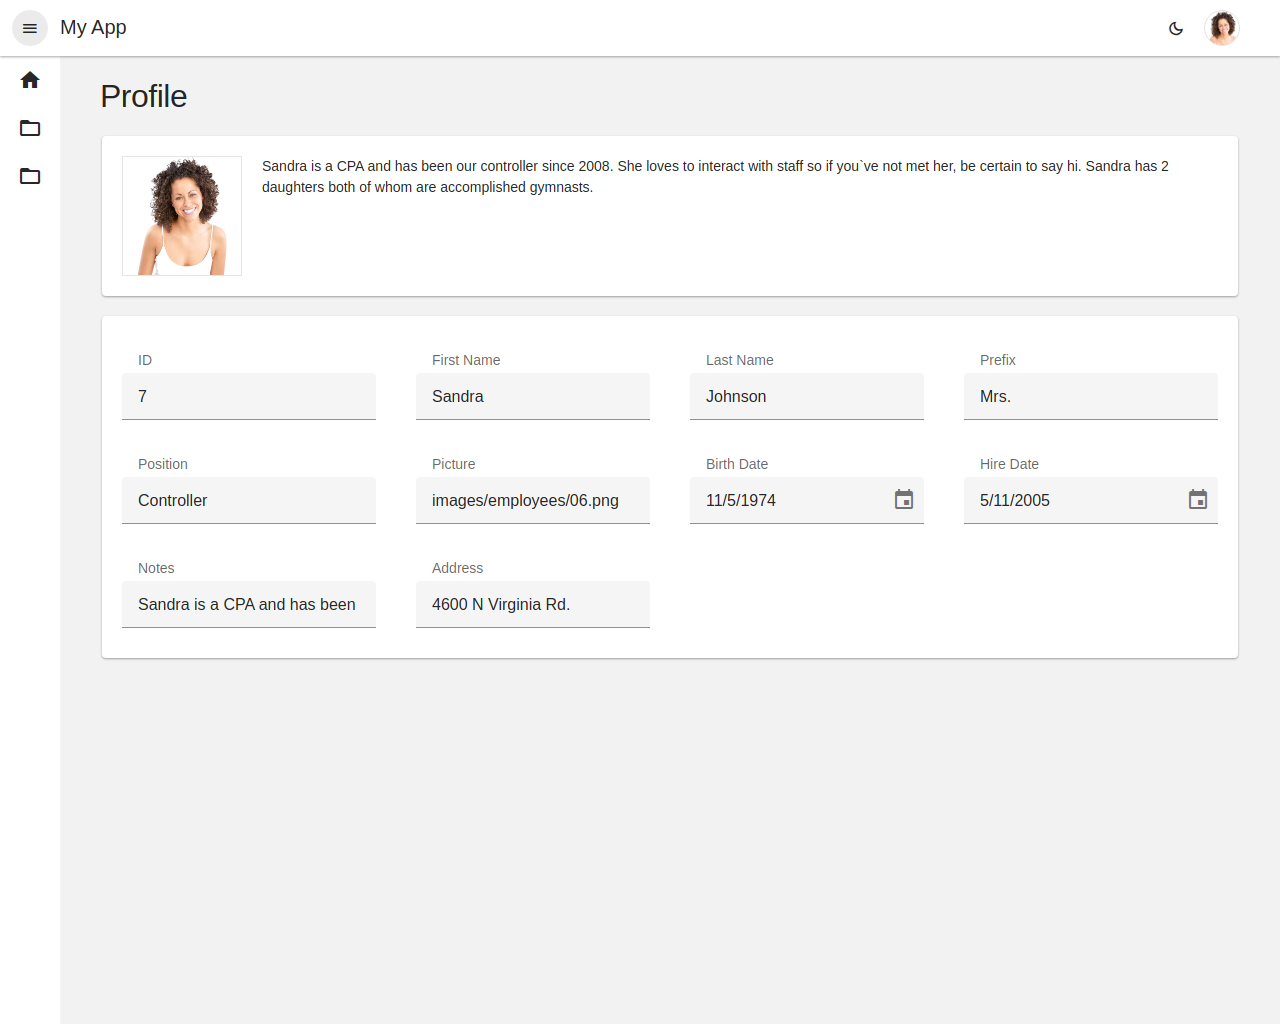 My App
Profile
Sandra is a CPA and has been our controller since 2008. She loves to interact with staff so if you`ve not met her, be certain to say hi. Sandra has 2
daughters both of whom are accomplished gymnasts.
ID
First Name
Last Name
Prefix
7
Sandra
Johnson
Mrs.
Position
Picture
Birth Date
Hire Date
Controller
images/employees/06.png
11/5/1974
5/11/2005
Notes
Address
Sandra is a CPA and has been
4600 N Virginia Rd.